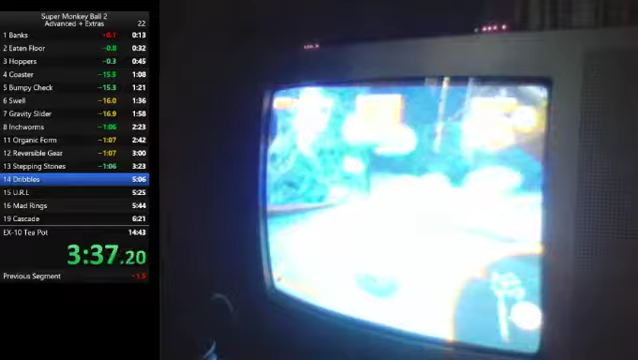 Super Monkey Ball 2
Advanced + Extras 22
1 Banks +0.7 0:13
2 Eaten Floor −0.8 0:32
3 Hoppers −0.3 0:45
4 Coaster −15.5 1:08
5 Bumpy Check −15.3 1:21
6 Swell −16.0 1:36
7 Gravity Slider −16.9 1:58
8 Inchworms −1:06 2:23
11 Organic Form −1:07 2:42
12 Reversible Gear −1:07 3:00
13 Stepping Stones −1:06 3:23
14 Dribbles 5:06
15 U.R.L 5:25
16 Mad Rings 5:44
19 Cascade 6:21
EX-10 Tea Pot 14:43
3:37.20
Previous Segment +1.5